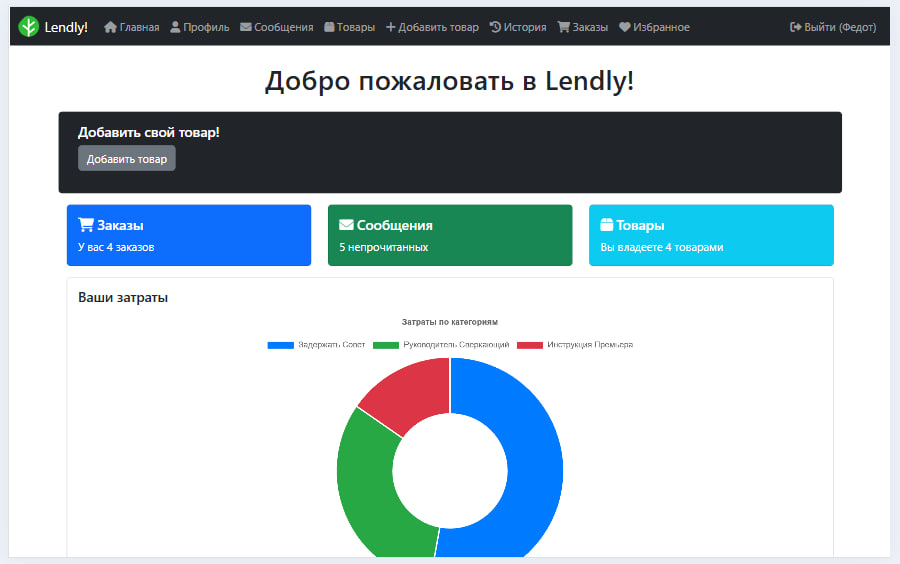 Lendly! Главная Профиль Сообщения Товары Добавить товар История Заказы Избранное Выйти (Федот)
Добро пожаловать в Lendly!
Добавить свой товар!
Добавить товар
Заказы
У вас 4 заказов
Сообщения
5 непрочитанных
Товары
Вы владеете 4 товарами
Ваши затраты
Затраты по категориям
Задержать Совет Руководитель Сверкающий Инструкция Премьера